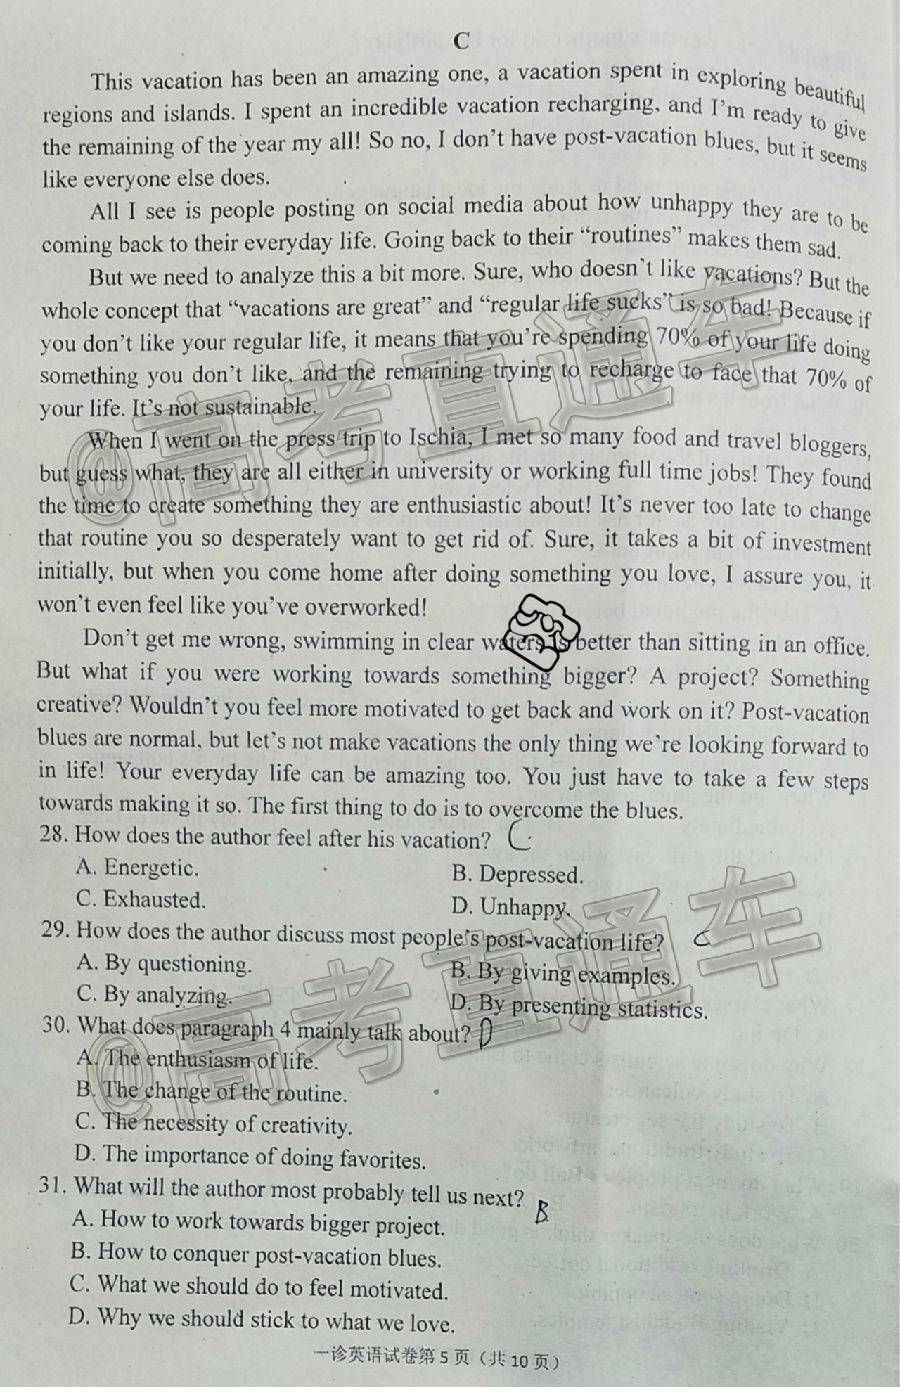 C
This vacation has been an amazing one, a vacation spent in exploring beautiful
regions and islands. I spent an incredible vacation recharging, and I'm ready to give
the remaining of the year my all! So no, I don't have post-vacation blues, but it seems
like everyone else does.
All I see is people posting on social media about how unhappy they are to be
coming back to their everyday life. Going back to their "routines" makes them sad.
But we need to analyze this a bit more. Sure, who doesn't like vacations? But the
whole concept that "vacations are great" and "regular life sucks" is so bad! Because if
you don't like your regular life, it means that you're spending 70% of your life doing
something you don't like, and the remaining trying to recharge to face that 70% of
your life. It's not sustainable.
When I went on the press trip to Ischia, I met so many food and travel bloggers,
but guess what, they are all either in university or working full time jobs! They found
the time to create something they are enthusiastic about! It's never too late to change
that routine you so desperately want to get rid of. Sure, it takes a bit of investment
initially, but when you come home after doing something you love, I assure you, it
won't even feel like you've overworked!
Don't get me wrong, swimming in clear waters is better than sitting in an office.
But what if you were working towards something bigger? A project? Something
creative? Wouldn't you feel more motivated to get back and work on it? Post-vacation
blues are normal, but let's not make vacations the only thing we're looking forward to
in life! Your everyday life can be amazing too. You just have to take a few steps
towards making it so. The first thing to do is to overcome the blues.
28. How does the author feel after his vacation? C
A. Energetic. B. Depressed.
C. Exhausted. D. Unhappy.
29. How does the author discuss most people's post-vacation life? C
A. By questioning. B. By giving examples.
C. By analyzing. D. By presenting statistics.
30. What does paragraph 4 mainly talk about? D
A. The enthusiasm of life.
B. The change of the routine.
C. The necessity of creativity.
D. The importance of doing favorites.
31. What will the author most probably tell us next? B
A. How to work towards bigger project.
B. How to conquer post-vacation blues.
C. What we should do to feel motivated.
D. Why we should stick to what we love.
一诊英语试卷第 5 页（共 10 页）
@高考直通车
@高考直通车